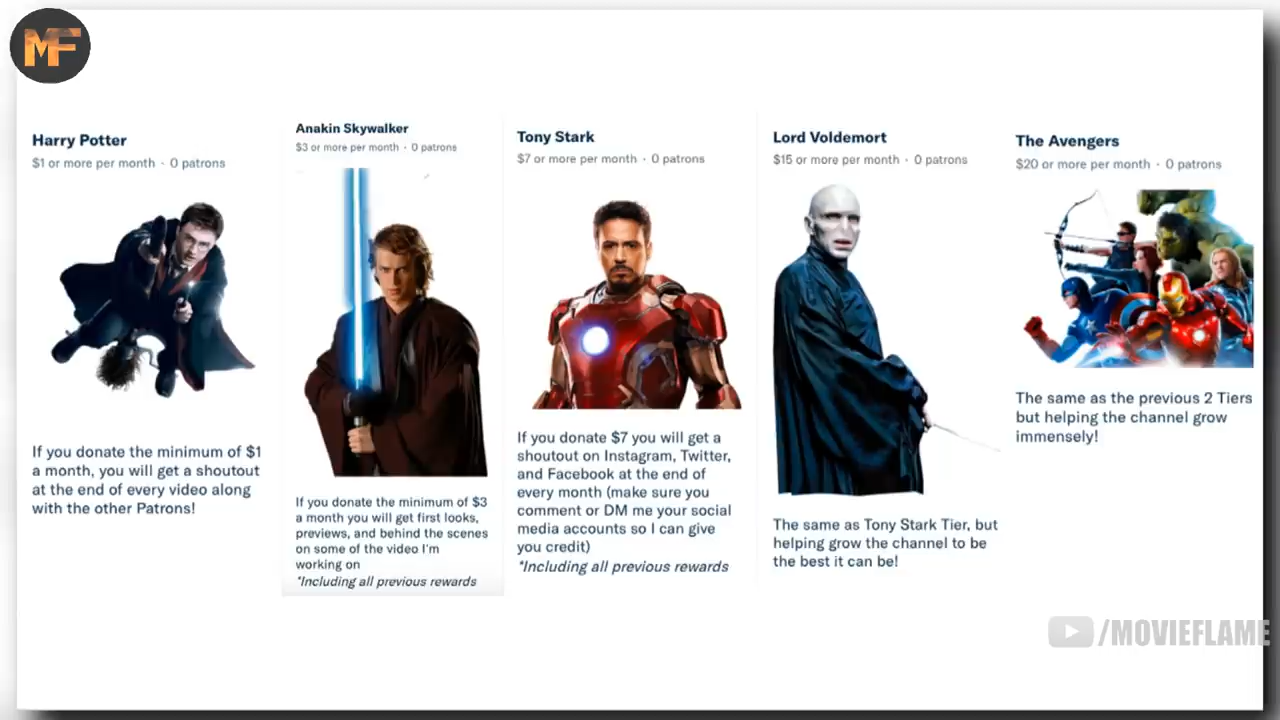 MF
Harry Potter
$1 or more per month · 0 patrons
If you donate the minimum of $1
a month, you will get a shoutout
at the end of every video along
with the other Patrons!
Anakin Skywalker
$3 or more per month · 0 patrons
If you donate the minimum of $3
a month you will get first looks,
previews, and behind the scenes
on some of the video I'm
working on
*Including all previous rewards
Tony Stark
$7 or more per month · 0 patrons
If you donate $7 you will get a
shoutout on Instagram, Twitter,
and Facebook at the end of
every month (make sure you
comment or DM me your social
media accounts so I can give
you credit)
*Including all previous rewards
Lord Voldemort
$15 or more per month · 0 patrons
The same as Tony Stark Tier, but
helping grow the channel to be
the best it can be!
The Avengers
$20 or more per month · 0 patrons
The same as the previous 2 Tiers
but helping the channel grow
immensely!
/MOVIEFLAME